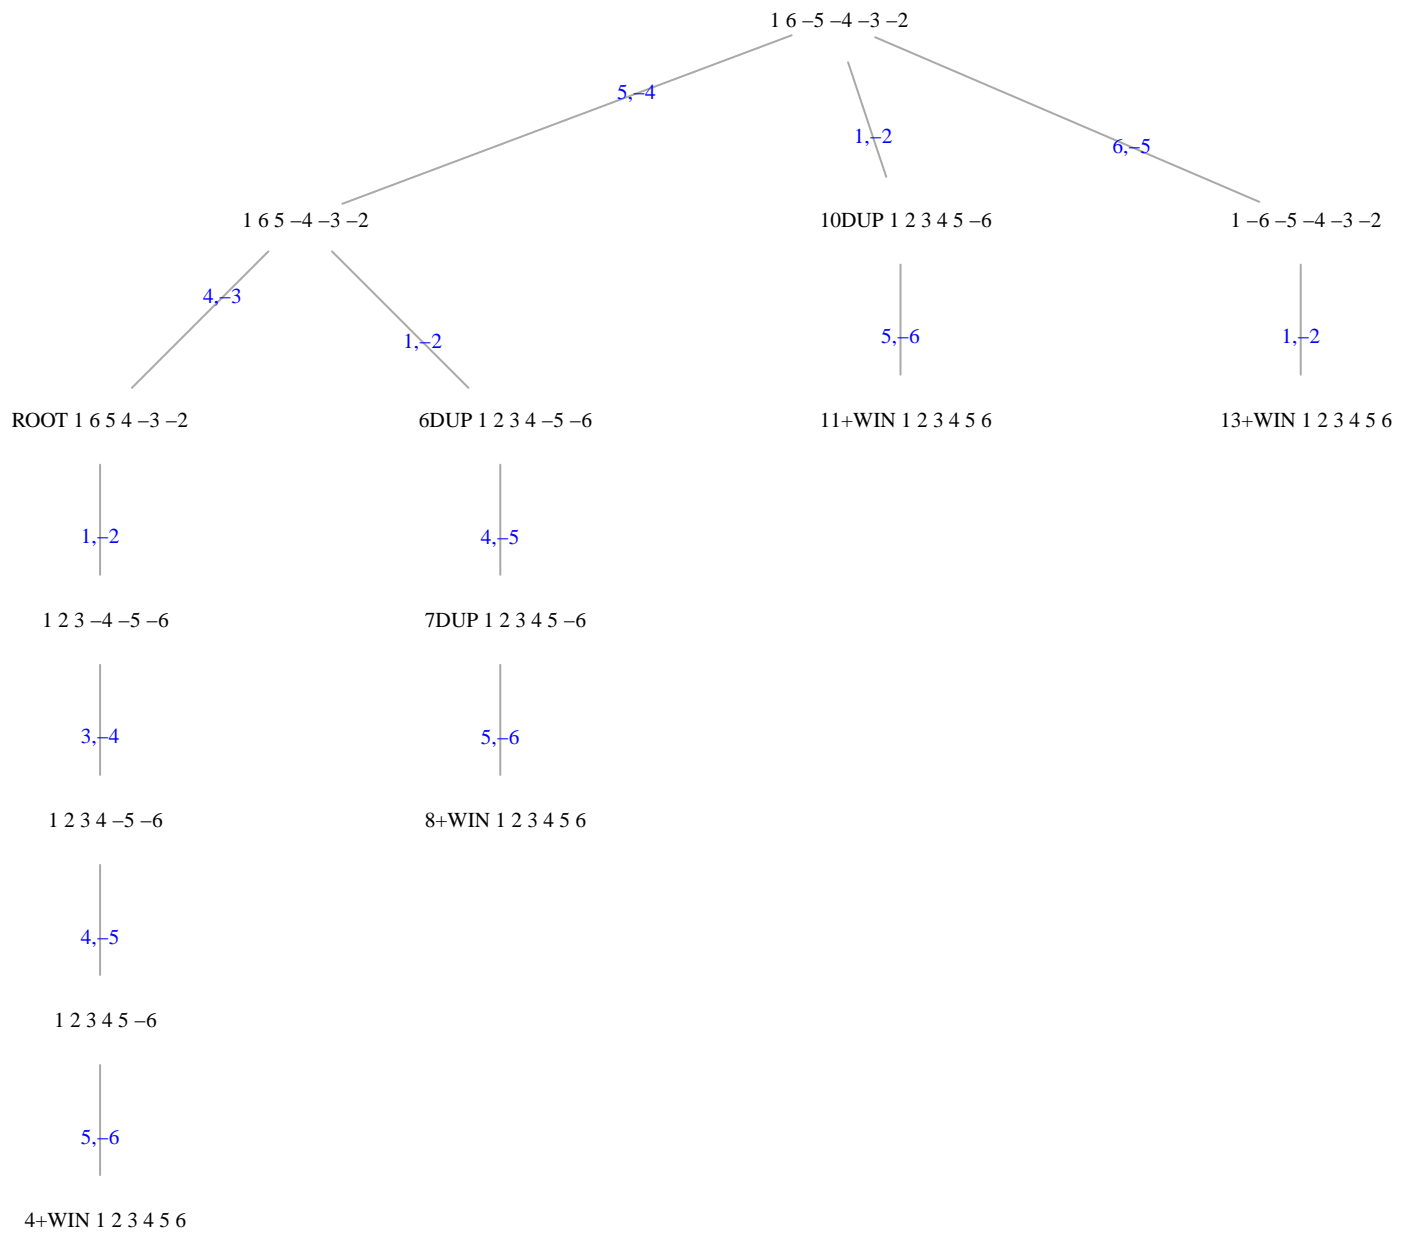 1 6 –5 –4 –3 –2
5,–4
1,–2
6,–5
1 6 5 –4 –3 –2
10DUP 1 2 3 4 5 –6
1 –6 –5 –4 –3 –2
4,–3
1,–2
5,–6
1,–2
ROOT 1 6 5 4 –3 –2
6DUP 1 2 3 4 –5 –6
11+WIN 1 2 3 4 5 6
13+WIN 1 2 3 4 5 6
1,–2
4,–5
1 2 3 –4 –5 –6
7DUP 1 2 3 4 5 –6
3,–4
5,–6
1 2 3 4 –5 –6
8+WIN 1 2 3 4 5 6
4,–5
1 2 3 4 5 –6
5,–6
4+WIN 1 2 3 4 5 6